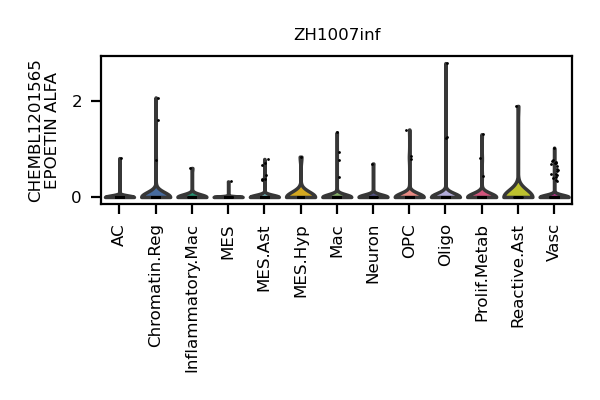 ZH1007inf
CHEMBL1201565
EPOETIN ALFA
2
0
AC
Chromatin.Reg
Inflammatory.Mac
MES
MES.Ast
MES.Hyp
Mac
Neuron
OPC
Oligo
Prolif.Metab
Reactive.Ast
Vasc